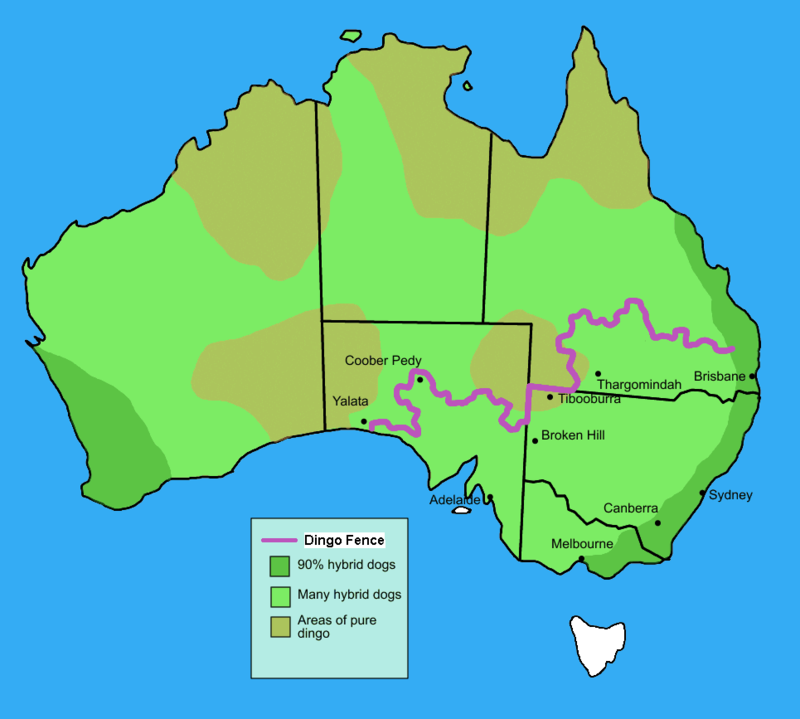 Coober Pedy
Yalata
Thargomindah
Brisbane
Tibooburra
Broken Hill
Adelaide
Sydney
Canberra
Melbourne
Dingo Fence
90% hybrid dogs
Many hybrid dogs
Areas of pure
dingo